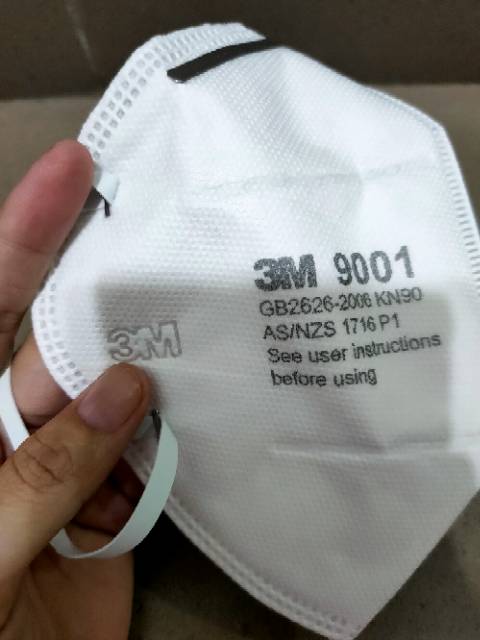 3M 9001
GB2626-2006 KN90
AS/NZS 1716 P1
See user instructions
before using
3M